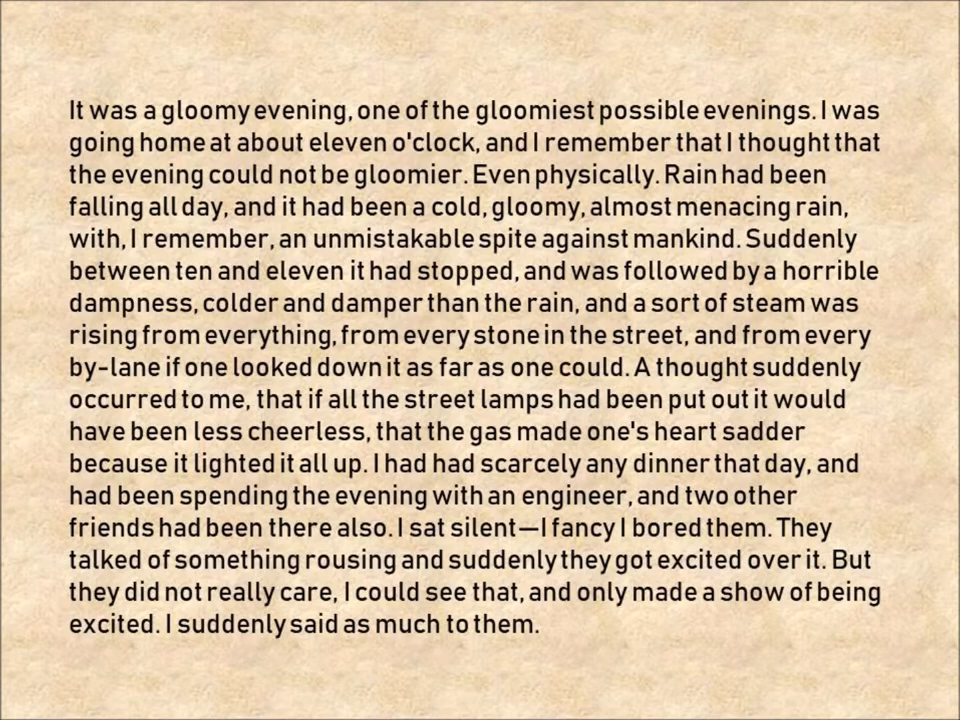 It was a gloomy evening, one of the gloomiest possible evenings. I was
going home at about eleven o'clock, and I remember that I thought that
the evening could not be gloomier. Even physically. Rain had been
falling all day, and it had been a cold, gloomy, almost menacing rain,
with, I remember, an unmistakable spite against mankind. Suddenly
between ten and eleven it had stopped, and was followed by a horrible
dampness, colder and damper than the rain, and a sort of steam was
rising from everything, from every stone in the street, and from every
by-lane if one looked down it as far as one could. A thought suddenly
occurred to me, that if all the street lamps had been put out it would
have been less cheerless, that the gas made one's heart sadder
because it lighted it all up. I had had scarcely any dinner that day, and
had been spending the evening with an engineer, and two other
friends had been there also. I sat silent—I fancy I bored them. They
talked of something rousing and suddenly they got excited over it. But
they did not really care, I could see that, and only made a show of being
excited. I suddenly said as much to them.